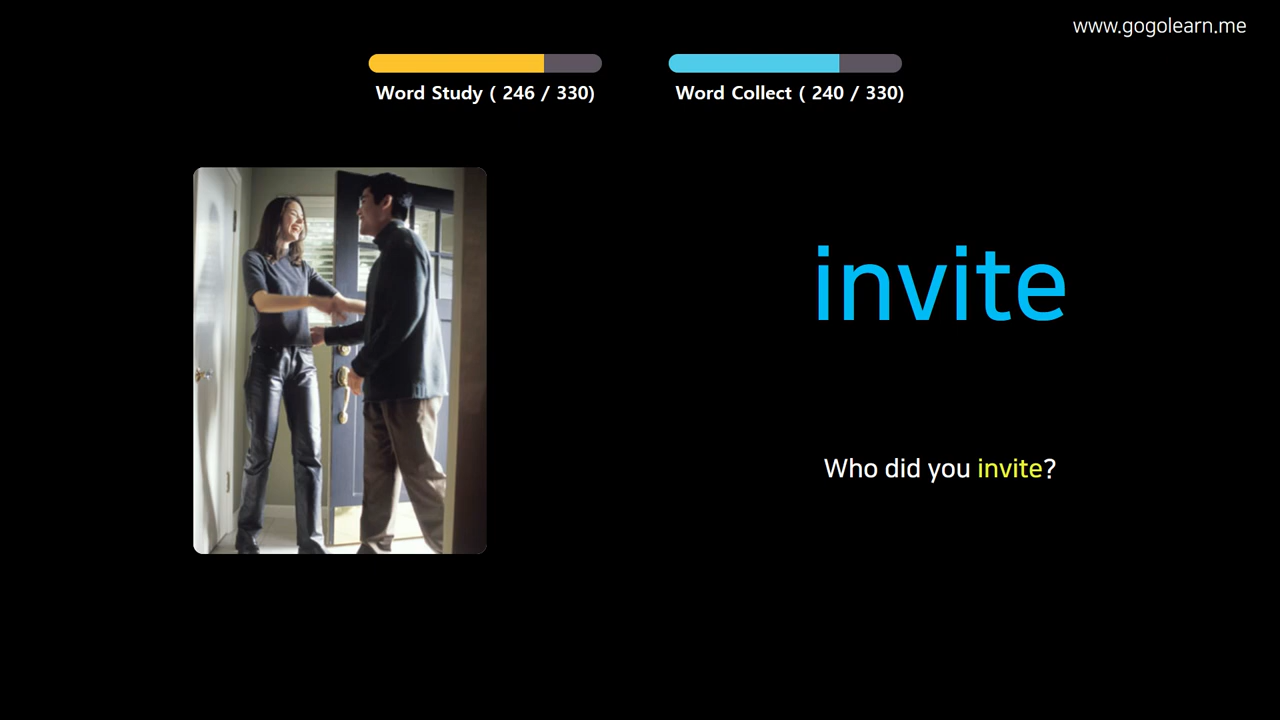 www.gogolearn.me
Word Study ( 246 / 330)
Word Collect ( 240 / 330)
invite
Who did you invite?